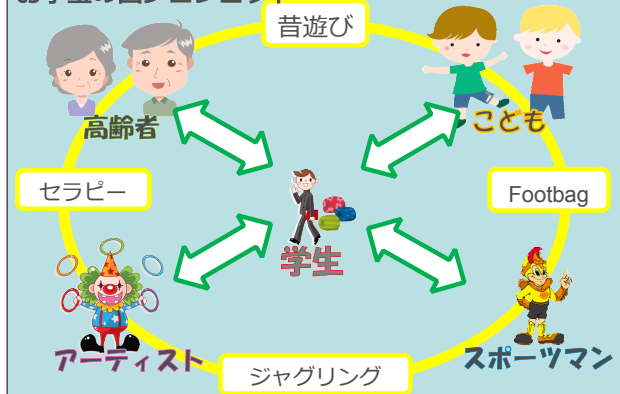 昔遊び
高齢者
こども
セラピー
Footbag
学生
アーティスト
スポーツマン
ジャグリング